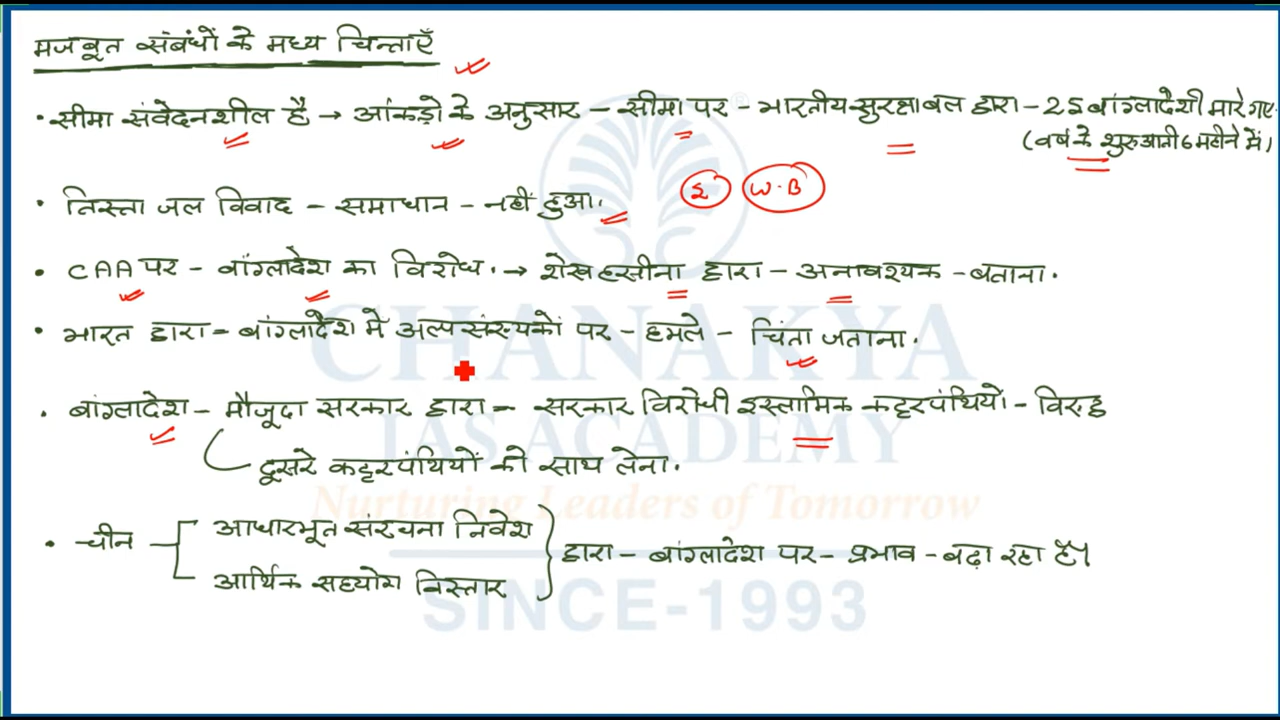 मजबूत संबंधों के मध्य चिन्ताएँ
• सीमा संवेदनशील है → आंकड़ो के अनुसार - सीमा पर - भारतीय सुरक्षाबल द्वारा - 25 बांग्लादेशी मारे गए
(वर्ष के शुरुआती 6 महीने में)
• तिस्ता जल विवाद - समाधान - नहीं हुआ.
W.B
• CAA पर - बांग्लादेश का विरोध. → शेख हसीना द्वारा - अनावश्यक - बताना.
• भारत द्वारा - बांग्लादेश में अल्पसंख्यकों पर - हमले - चिंता जताना.
• बांग्लादेश - मौजूदा सरकार द्वारा - सरकार विरोधी इस्लामिक कट्टरपंथियों - विरुद्ध
दूसरे कट्टरपंथियों को साथ लेना.
• चीन - आधारभूत संरचना निवेश
आर्थिक सहयोग विस्तार
द्वारा - बांग्लादेश पर - प्रभाव - बढ़ा रहा है।
CHANAKYA
IAS ACADEMY
Nurturing Leaders of Tomorrow
SINCE-1993